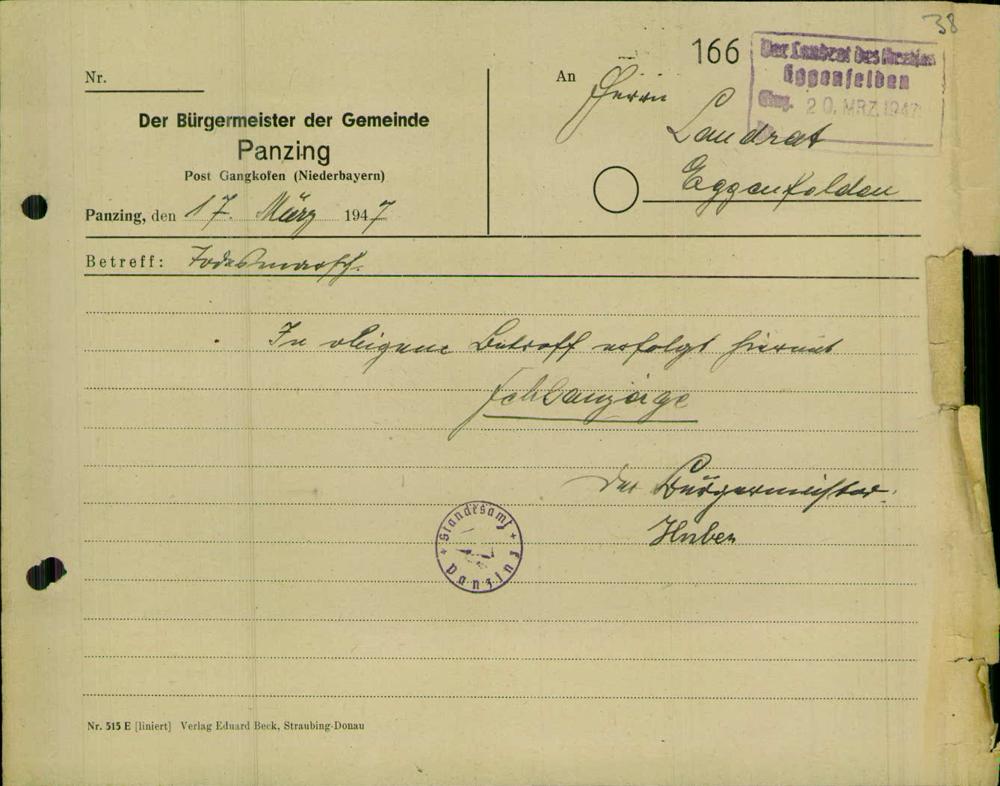 38
166
Der Landrat des Kreises
Eggenfelden
Eing. 20. MRZ. 1947
Nr.
An Herrn
Landrat
Eggenfelden
Der Bürgermeister der Gemeinde
Panzing
Post Gangkofen (Niederbayern)
Panzing, den 17. März 1947
Betreff: Todesmarsch.
In obigem Betreff erfolgt hiermit
Fehlanzeige
Der Bürgermeister:
Huber
Standesamt
Panzing
Nr. 515 E [liniert] Verlag Eduard Beck, Straubing-Donau